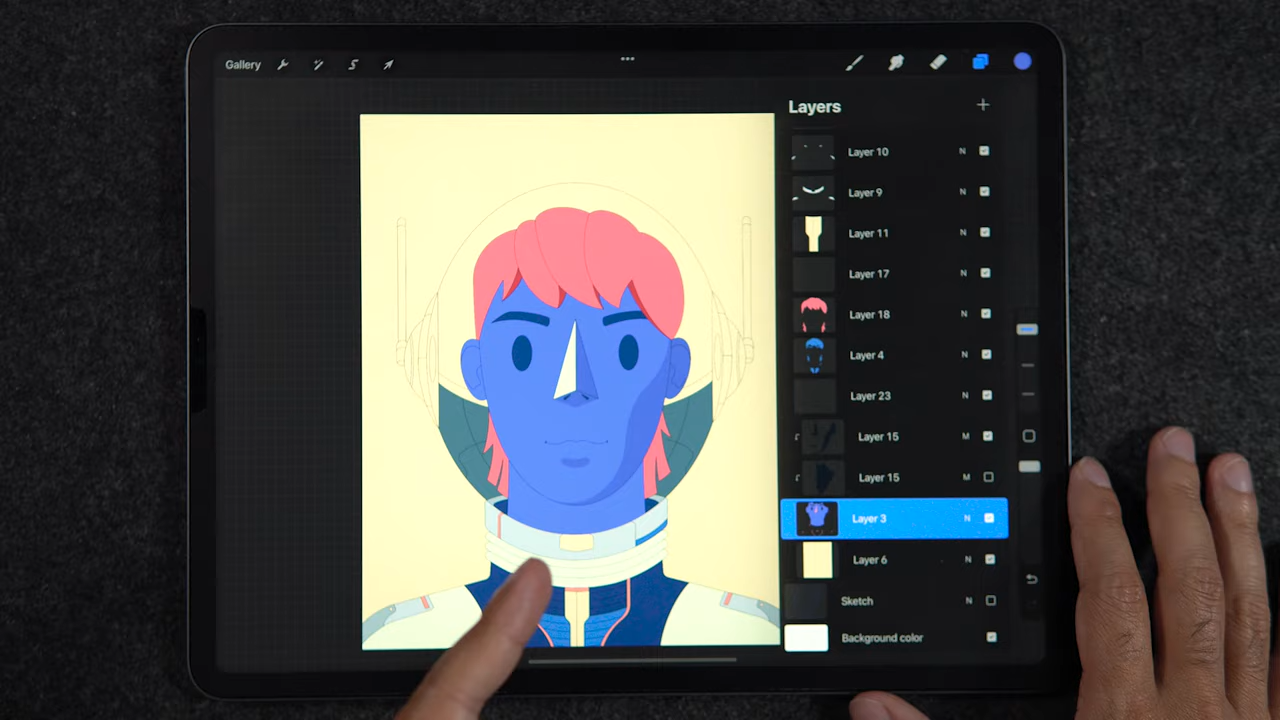 Gallery
Layers
Layer 10 N
Layer 9 N
Layer 11 N
Layer 17 N
Layer 18 N
Layer 4 N
Layer 23 N
Layer 15 M
Layer 15 M
Layer 3 N
Layer 6 N
Sketch N
Background color